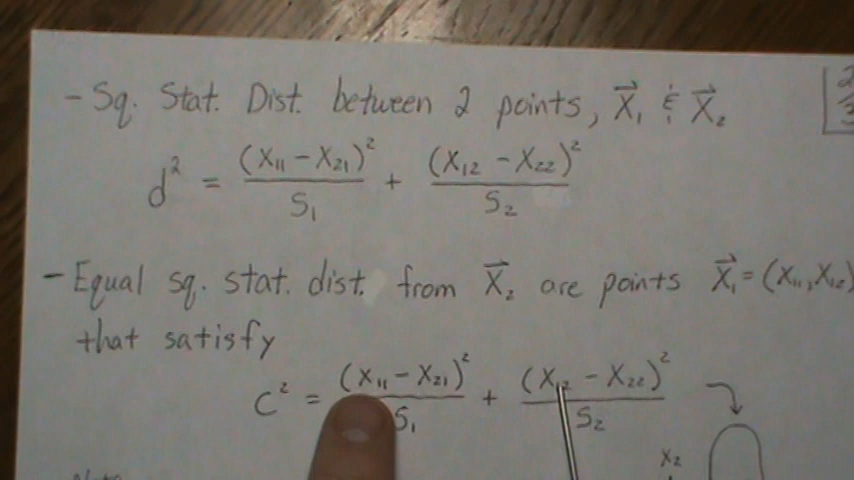 - Sq. Stat. Dist. between 2 points, X⃗₁ & X⃗₂
d² = (X₁₁ - X₂₁)² / S₁ + (X₁₂ - X₂₂)² / S₂
- Equal sq. stat. dist. from X⃗₂ are points X⃗₁ = (X₁₁, X₁₂)
that satisfy
c² = (X₁₁ - X₂₁)² / S₁ + (X₁₂ - X₂₂)² / S₂
X₂